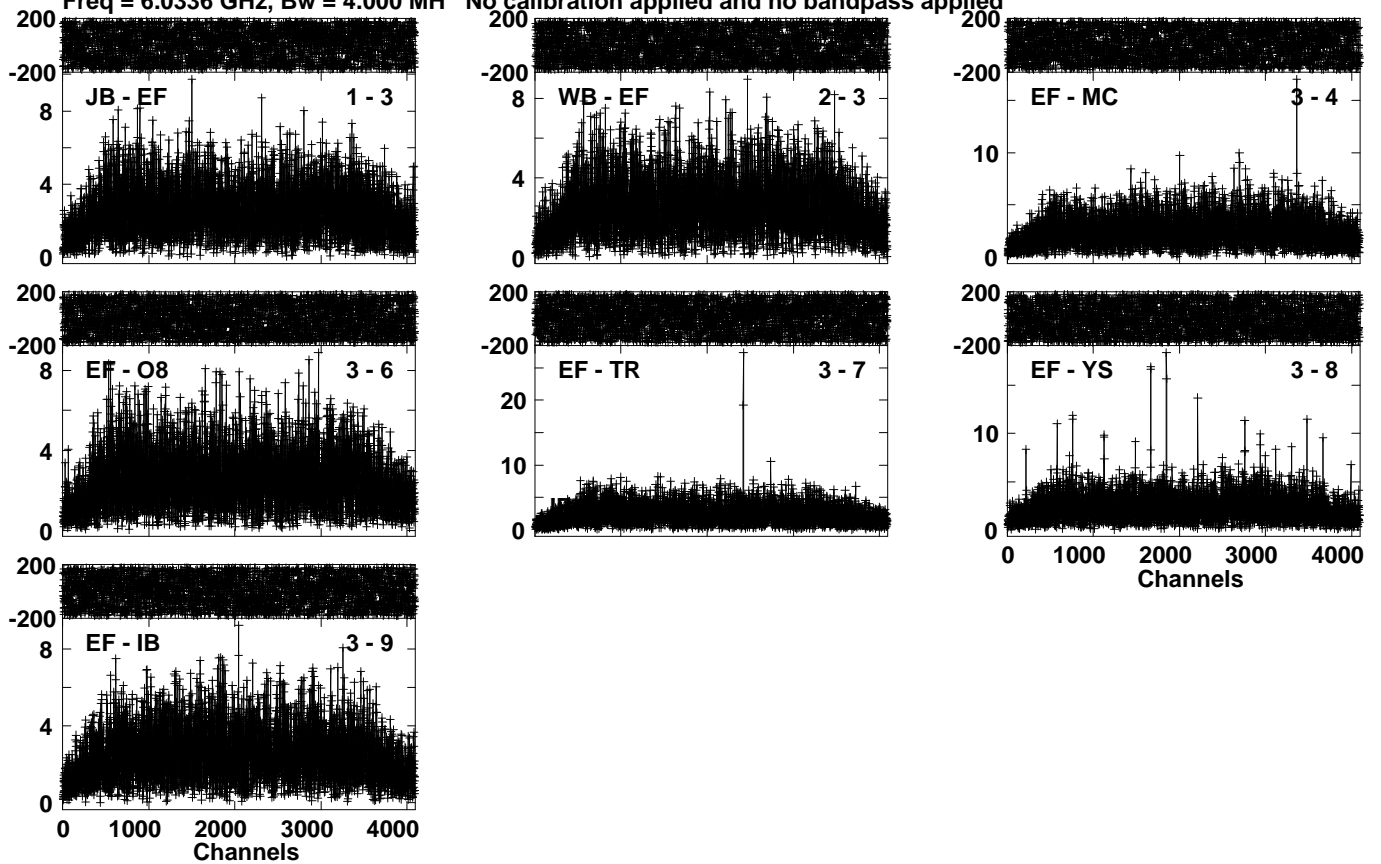 Freq = 6.0336 GHz, Bw = 4.000 MH No calibration applied and no bandpass applied
200 200 200
-200 -200 -200
JB - EF 1 - 3 WB - EF 2 - 3 EF - MC 3 - 4
8 8
10
4 4
0 0 0
200 200 200
-200 -200 -200
EF - O8 3 - 6 EF - TR 3 - 7 EF - YS 3 - 8
8
20
10
4 10
0 0 0
0 1000 2000 3000 4000
Channels
200
-200
EF - IB 3 - 9
8
4
0
0 1000 2000 3000 4000
Channels